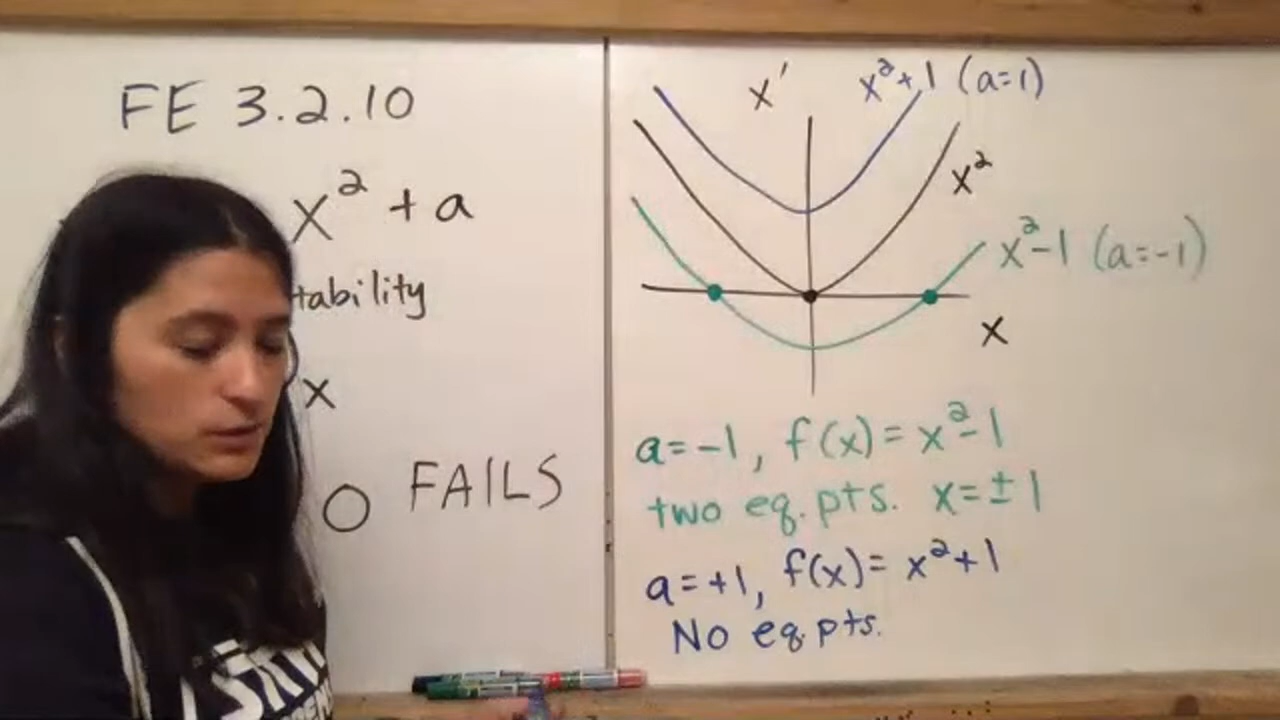 FE 3.2.10
x² + a
tability
x
0 FAILS
x'
x²+1 (a=1)
x²
x²-1 (a=-1)
x
a=-1, f(x)= x²-1
two eq. pts. x=±1
a=+1, f(x)= x²+1
No eq.pts.